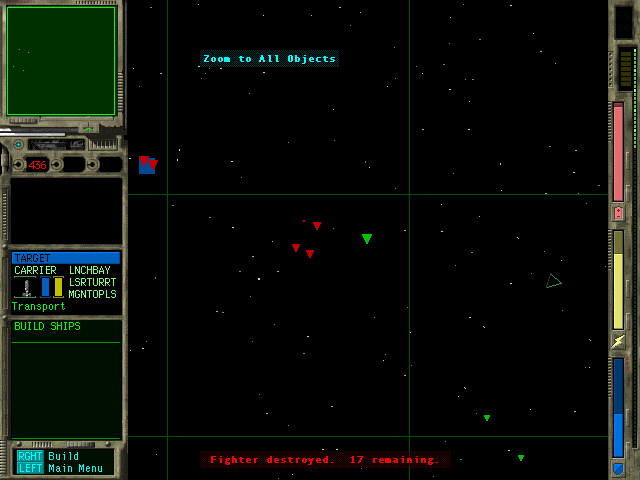 Zoom to All Objects
436
TARGET
CARRIER LNCHBAY
LSRTURRT
MGNTOPLS
Transport
BUILD SHIPS
RGHT Build
LEFT Main Menu
Fighter destroyed. 17 remaining.